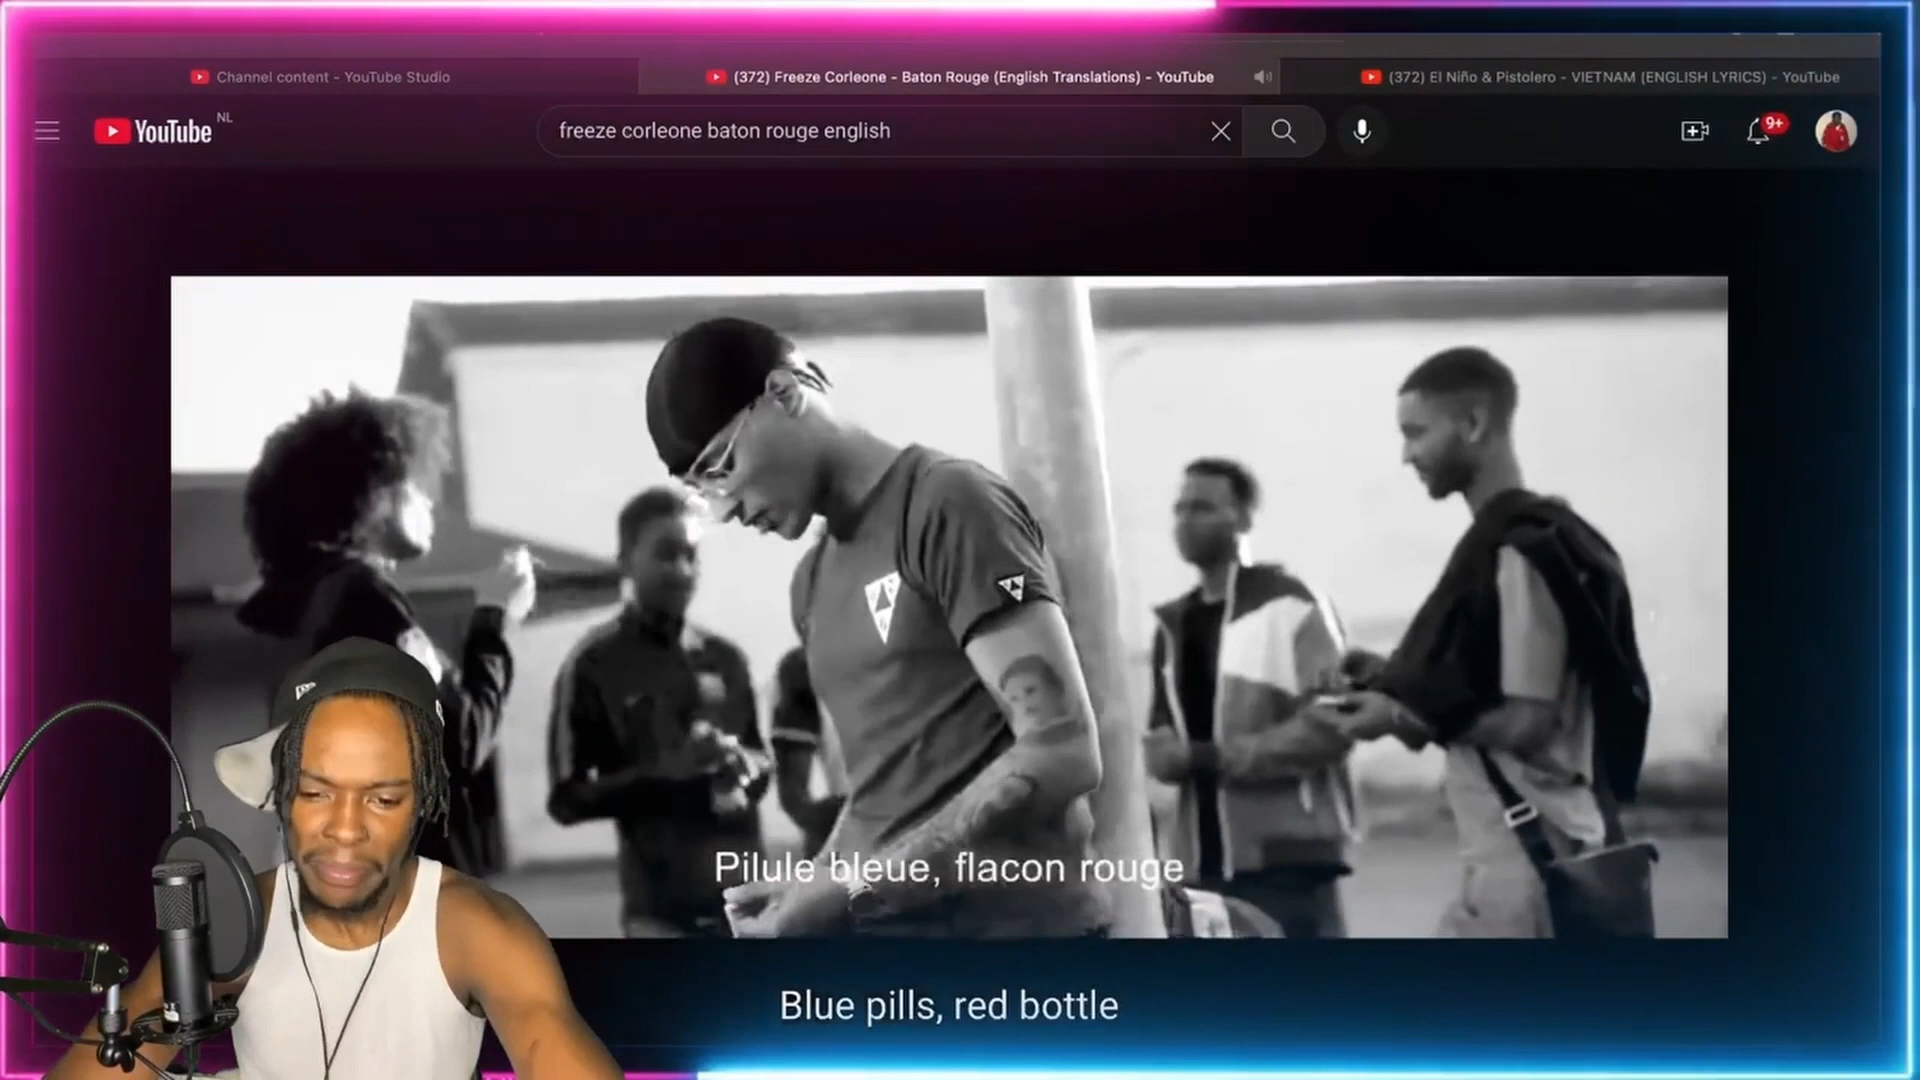 Channel content - YouTube Studio
(372) Freeze Corleone - Baton Rouge (English Translations) - YouTube
(372) El Niño & Pistolero - VIETNAM (ENGLISH LYRICS) - YouTube
YouTube NL
freeze corleone baton rouge english
9+
Pilule bleue, flacon rouge
Blue pills, red bottle